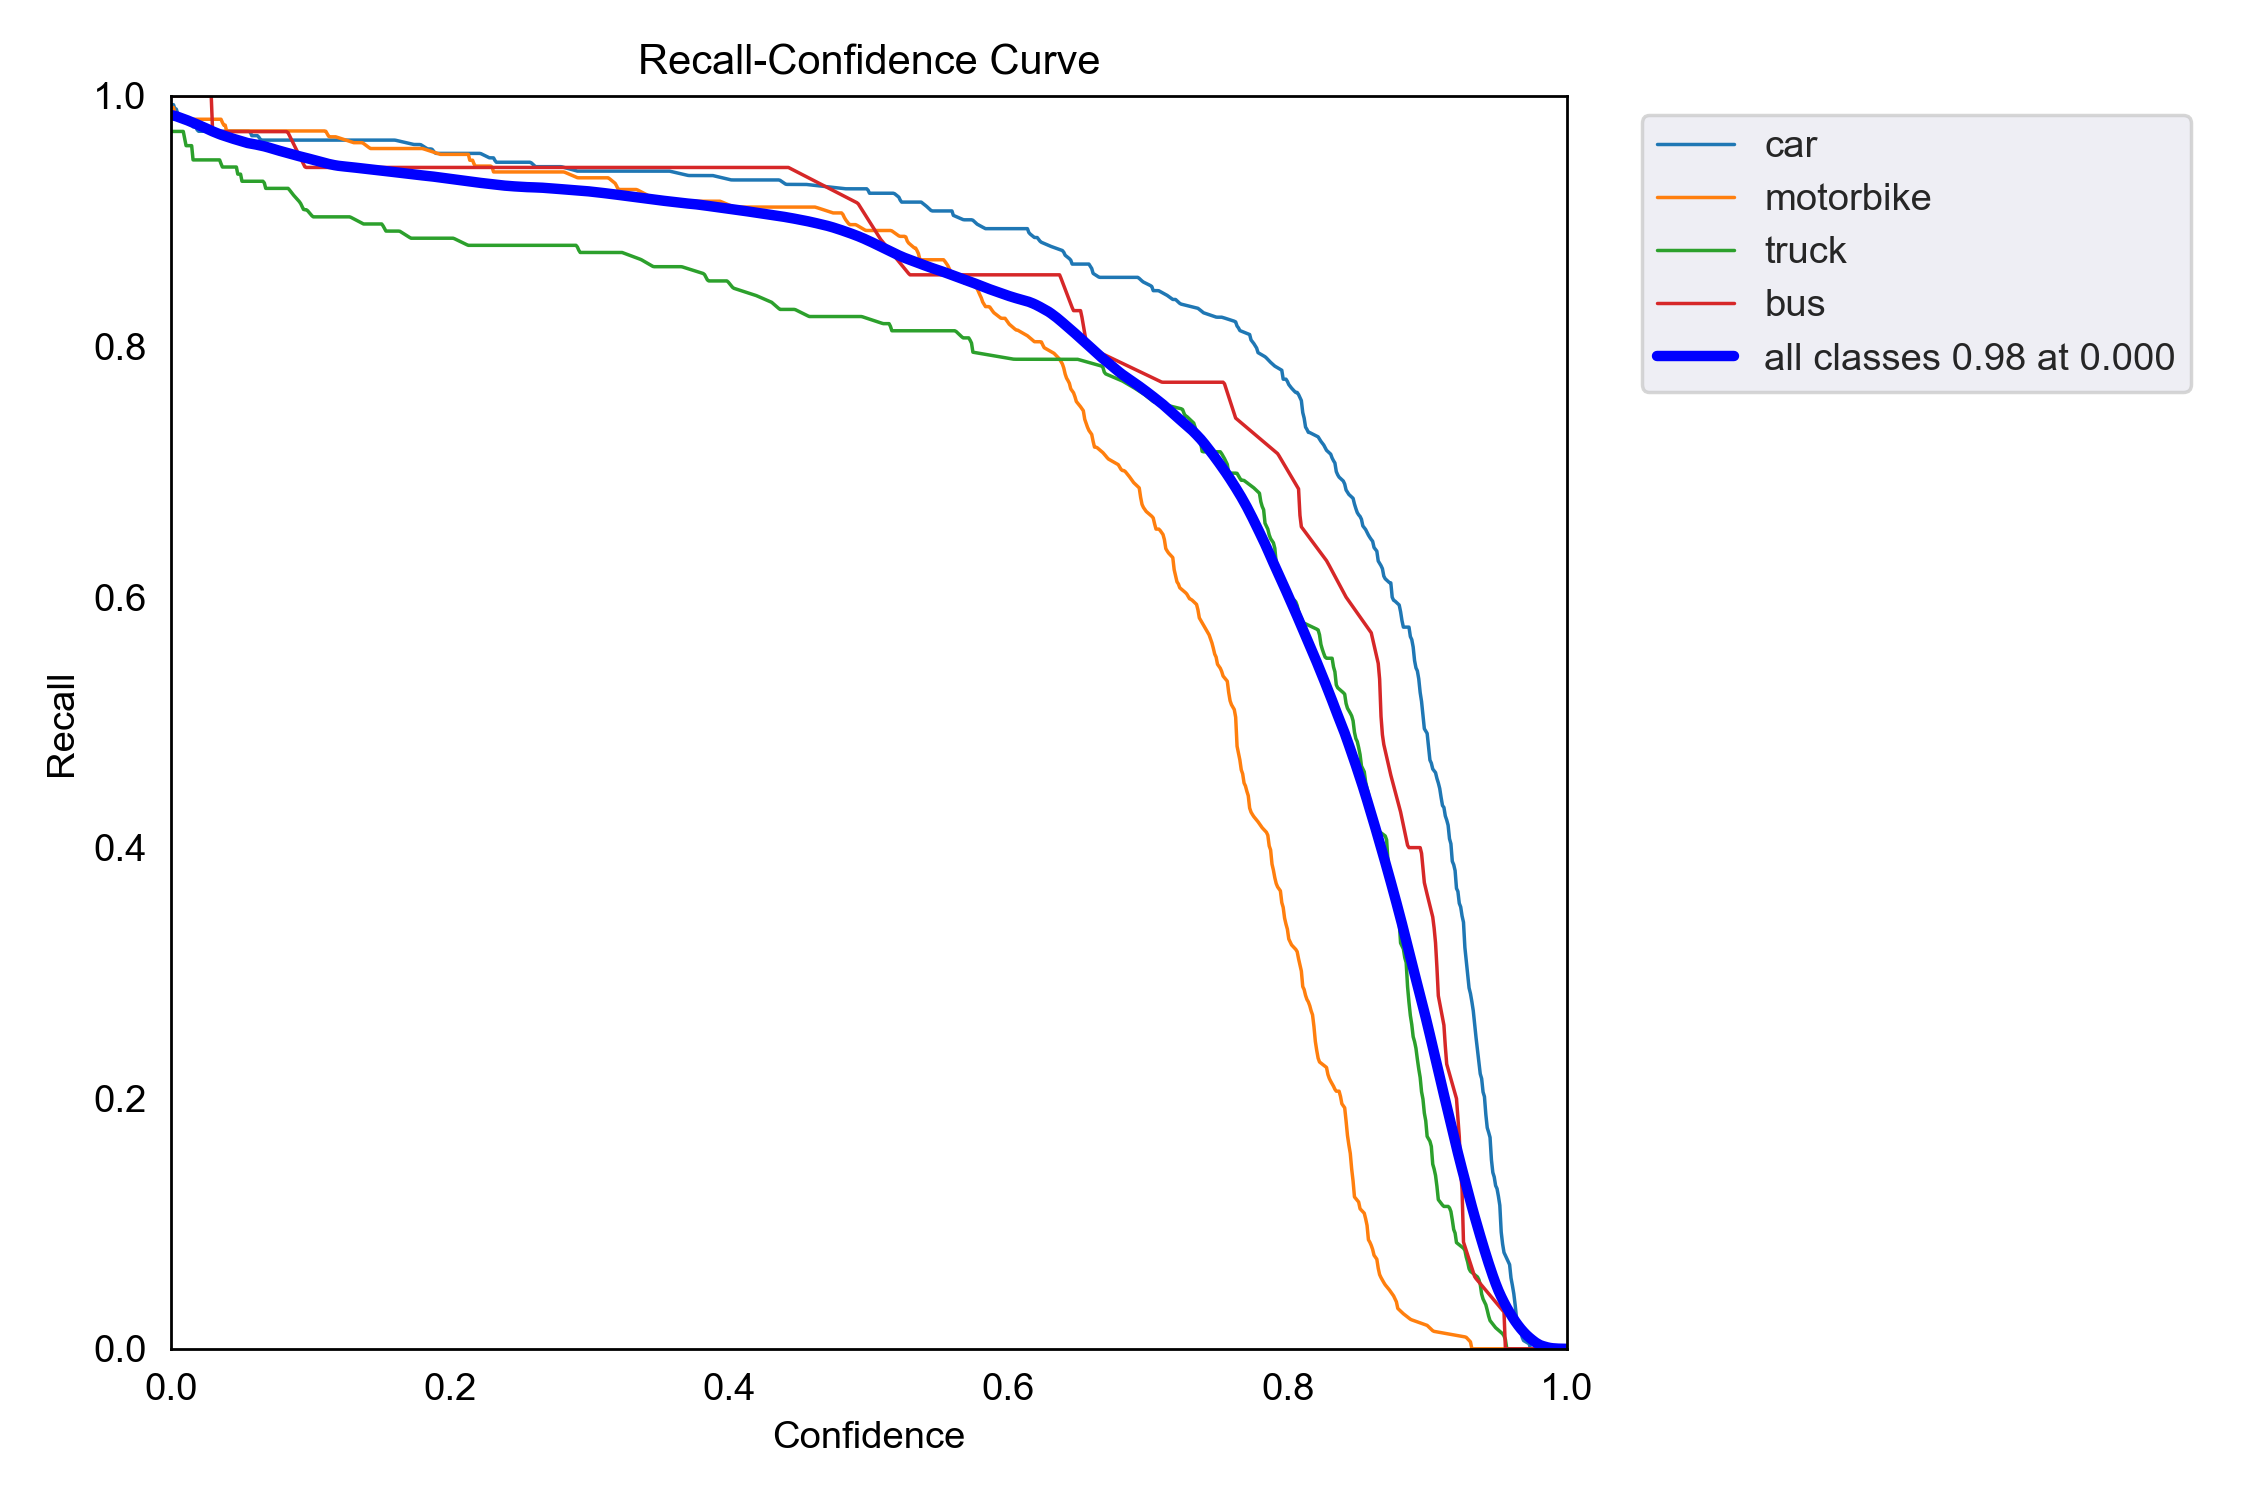 Recall-Confidence Curve
1.0
0.8
0.6
0.4
0.2
0.0
Recall
0.0 0.2 0.4 0.6 0.8 1.0
Confidence
car
motorbike
truck
bus
all classes 0.98 at 0.000